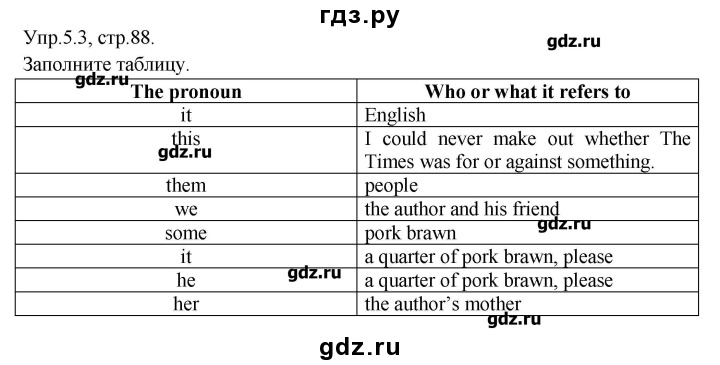 гдз.ру
Упр.5.3, стр.88.
gdz.ru
Заполните таблицу.
gdz.ru
The pronoun Who or what it refers to
it English
this I could never make out whether The
Times was for or against something.
gdz.ru
them people
we the author and his friend
gdz.ru
some pork brawn
it a quarter of pork brawn, please
gdz.ru
he a quarter of pork brawn, please
her the author's mother
gdz.ru
gdz.ru